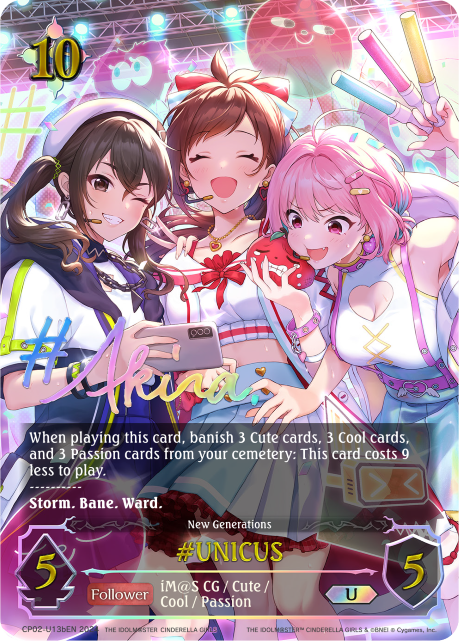 10
#Akira.
When playing this card, banish 3 Cute cards, 3 Cool cards,
and 3 Passion cards from your cemetery: This card costs 9
less to play.
----------
Storm. Bane. Ward.
New Generations
#UNICUS
5
5
Follower
iM@S CG / Cute /
Cool / Passion
U
CP02-U13bEN THE IDOLM@STER CINDERELLA GIRLS THE IDOLM@STER™ CINDERELLA GIRLS & ©BNEI © Cygames, Inc.